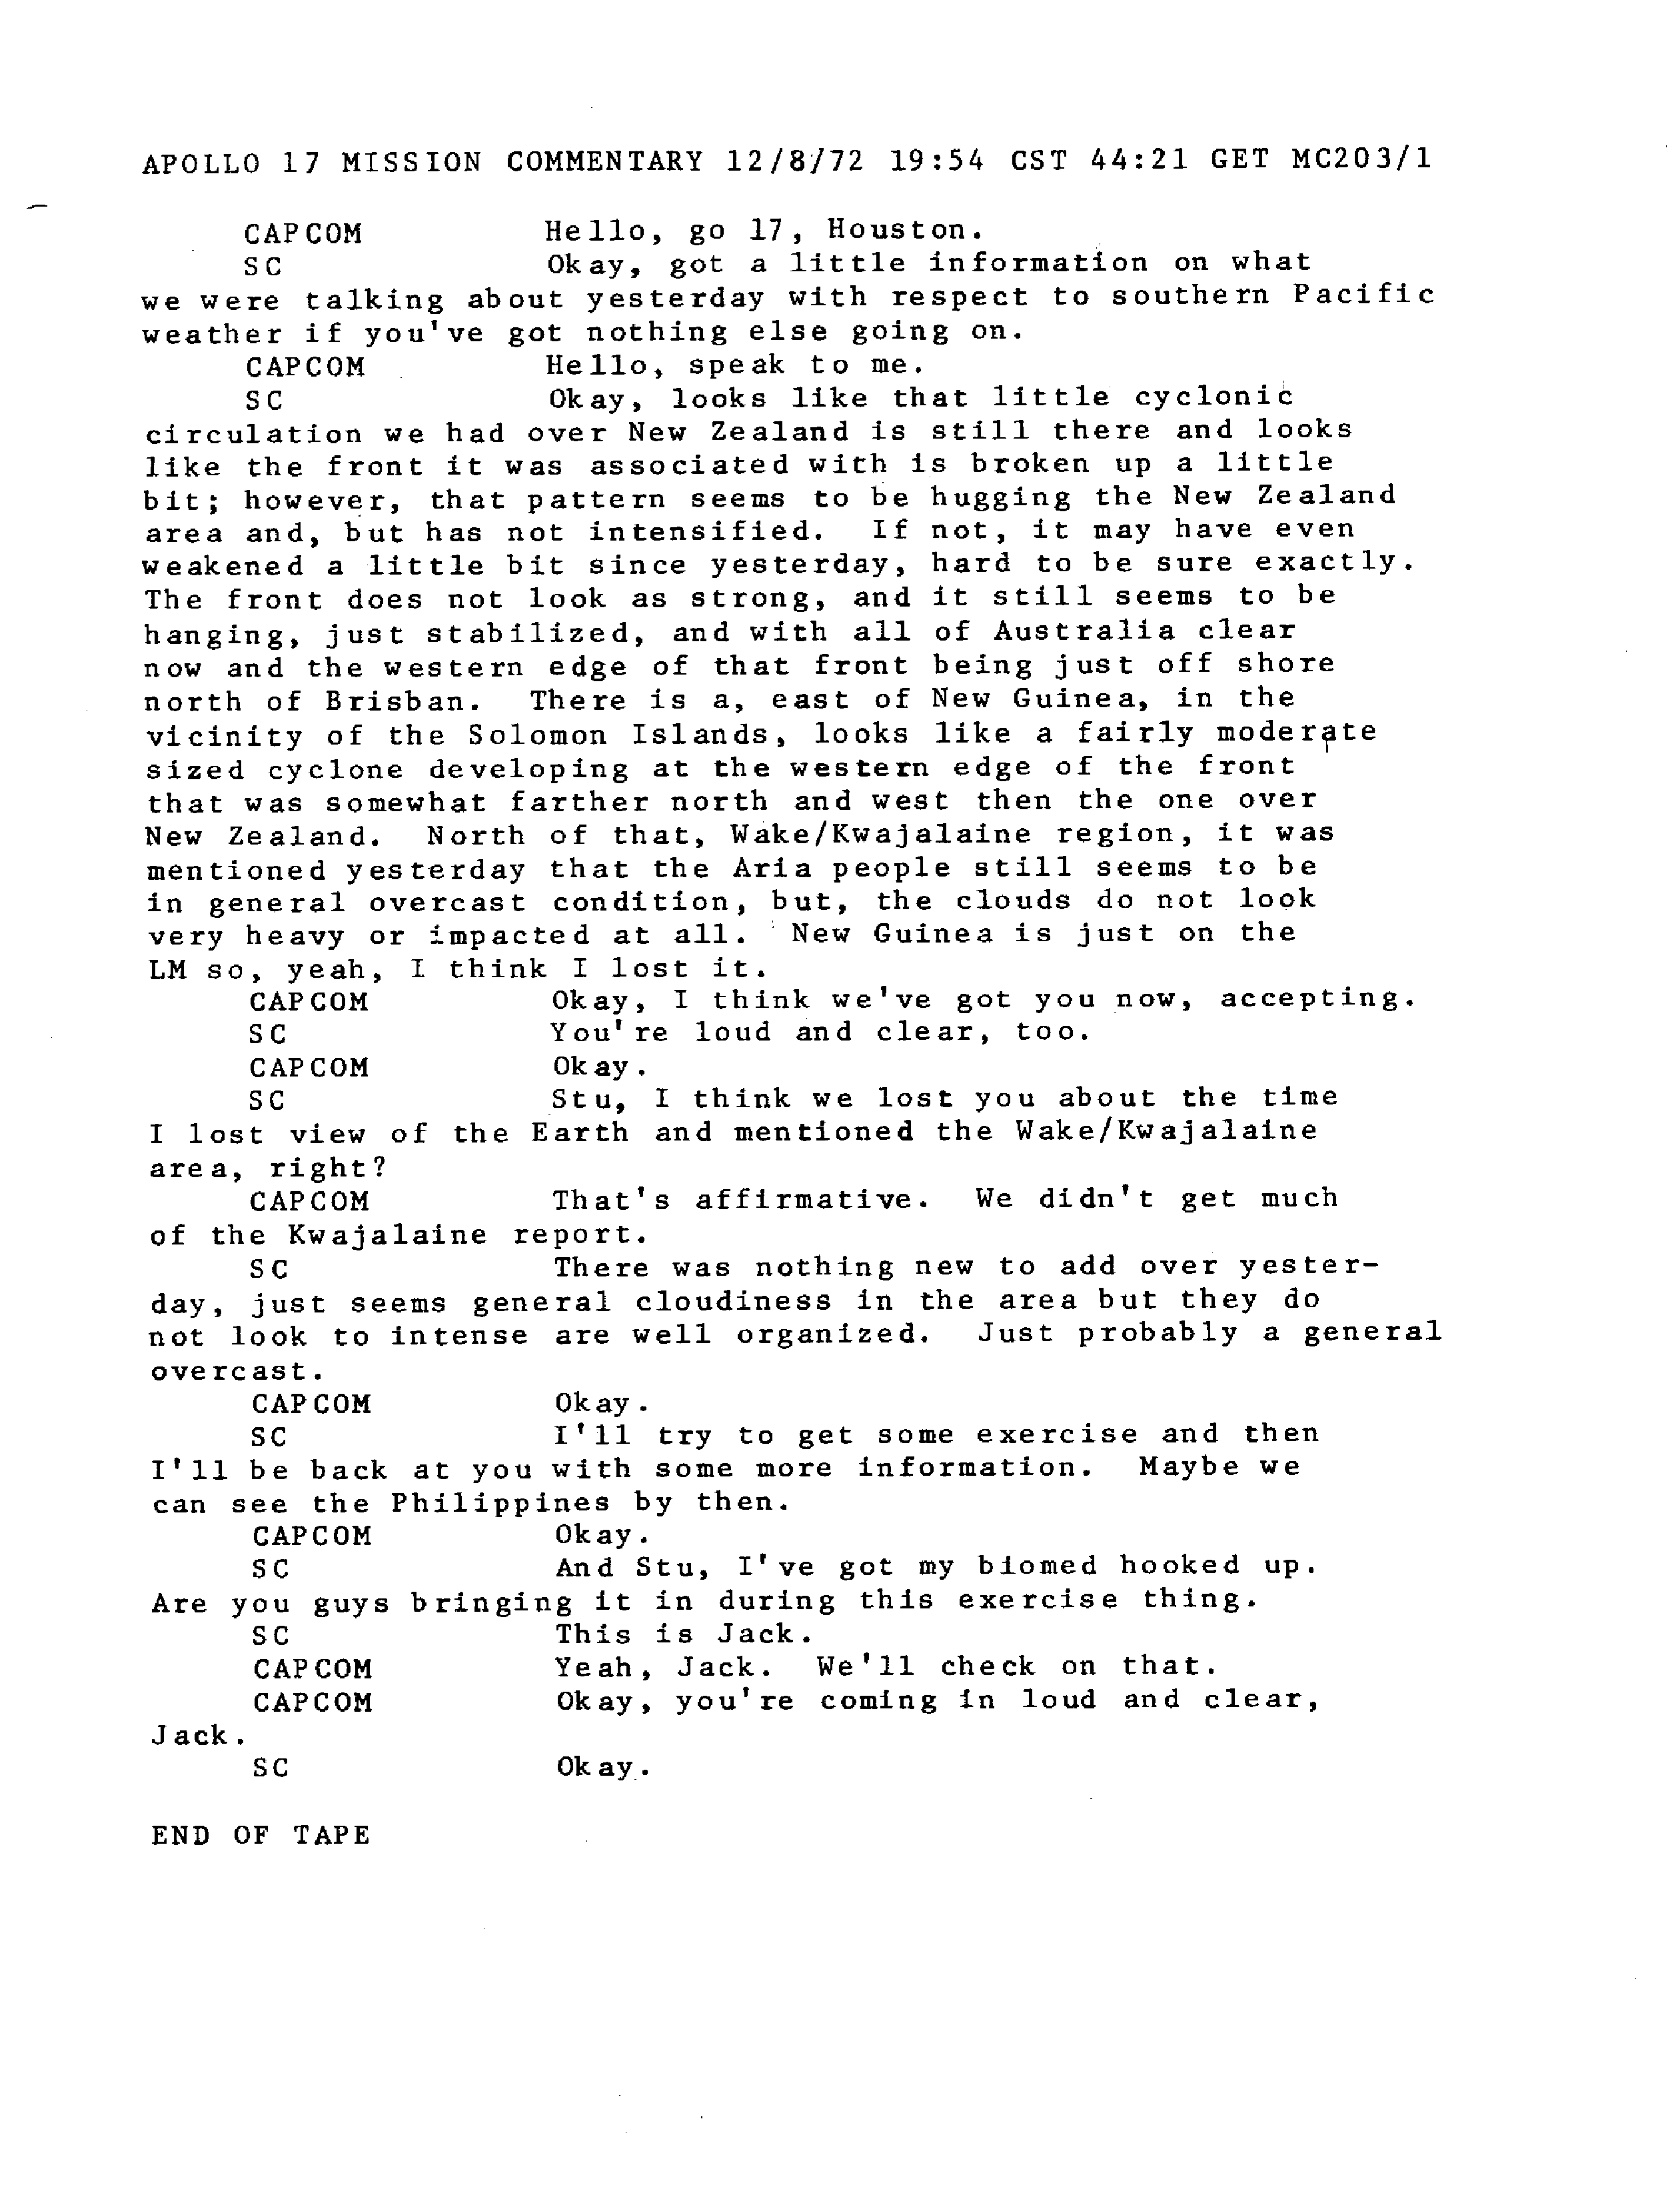 APOLLO 17 MISSION COMMENTARY 12/8/72 19:54 CST 44:21 GET MC203/1
CAPCOM Hello, go 17, Houston.
SC Okay, got a little information on what
we were talking about yesterday with respect to southern Pacific
weather if you've got nothing else going on.
CAPCOM Hello, speak to me.
SC Okay, looks like that little cyclonic
circulation we had over New Zealand is still there and looks
like the front it was associated with is broken up a little
bit; however, that pattern seems to be hugging the New Zealand
area and, but has not intensified. If not, it may have even
weakened a little bit since yesterday, hard to be sure exactly.
The front does not look as strong, and it still seems to be
hanging, just stabilized, and with all of Australia clear
now and the western edge of that front being just off shore
north of Brisban. There is a, east of New Guinea, in the
vicinity of the Solomon Islands, looks like a fairly moderate
sized cyclone developing at the western edge of the front
that was somewhat farther north and west then the one over
New Zealand. North of that, Wake/Kwajalaine region, it was
mentioned yesterday that the Aria people still seems to be
in general overcast condition, but, the clouds do not look
very heavy or impacted at all. New Guinea is just on the
LM so, yeah, I think I lost it.
CAPCOM Okay, I think we've got you now, accepting.
SC You're loud and clear, too.
CAPCOM Okay.
SC Stu, I think we lost you about the time
I lost view of the Earth and mentioned the Wake/Kwajalaine
area, right?
CAPCOM That's affirmative. We didn't get much
of the Kwajalaine report.
SC There was nothing new to add over yester-
day, just seems general cloudiness in the area but they do
not look to intense are well organized. Just probably a general
overcast.
CAPCOM Okay.
SC I'll try to get some exercise and then
I'll be back at you with some more information. Maybe we
can see the Philippines by then.
CAPCOM Okay.
SC And Stu, I've got my biomed hooked up.
Are you guys bringing it in during this exercise thing.
SC This is Jack.
CAPCOM Yeah, Jack. We'll check on that.
CAPCOM Okay, you're coming in loud and clear,
Jack.
SC Okay.
END OF TAPE